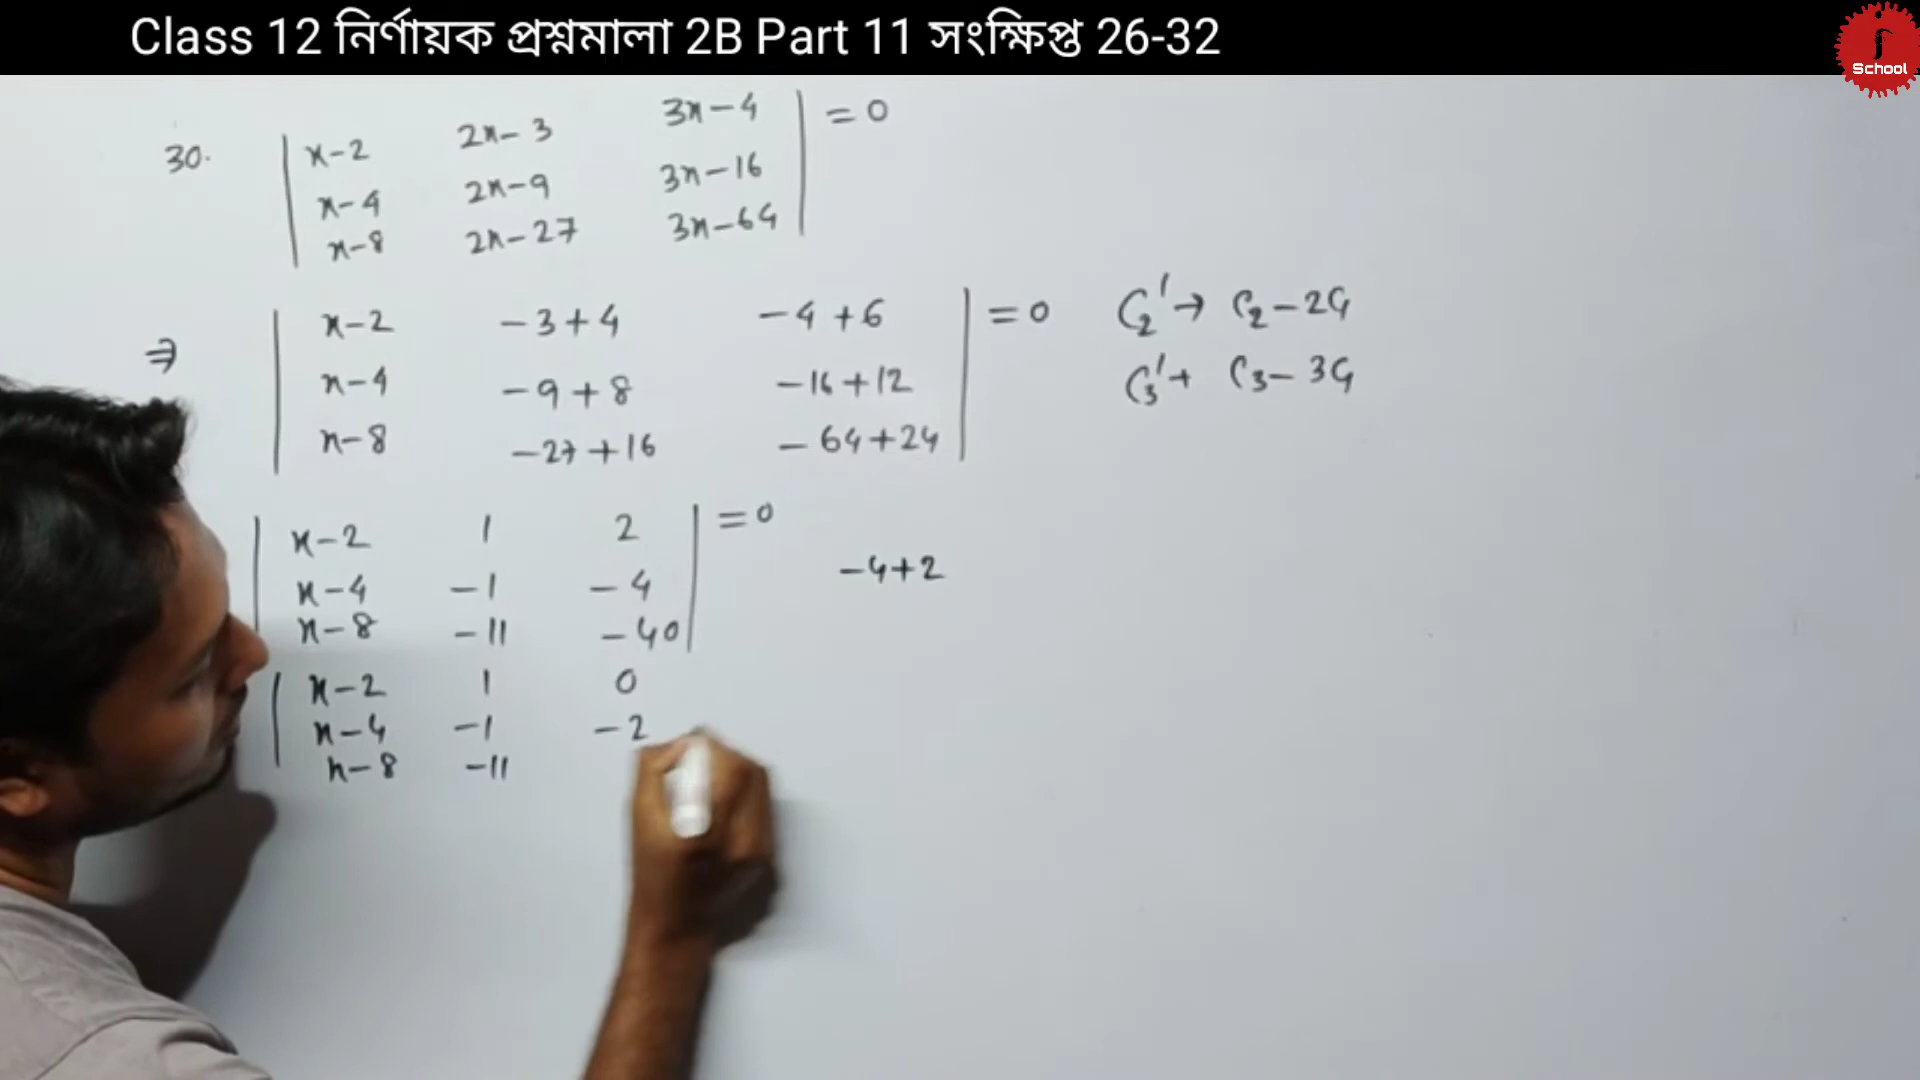 Class 12 নির্ণায়ক প্রশ্নমালা 2B Part 11 সংক্ষিপ্ত 26-32
School
30. | x-2 2x-3 3x-4 | = 0
x-4 2x-9 3x-16
x-8 2x-27 3x-64
⇒ | x-2 -3+4 -4+6 | = 0 C₂' → C₂-2C₁
x-4 -9+8 -16+12 C₃' → C₃-3C₁
x-8 -27+16 -64+24
| x-2 1 2 | = 0
x-4 -1 -4 -4+2
x-8 -11 -40
| x-2 1 0
x-4 -1 -2
x-8 -11